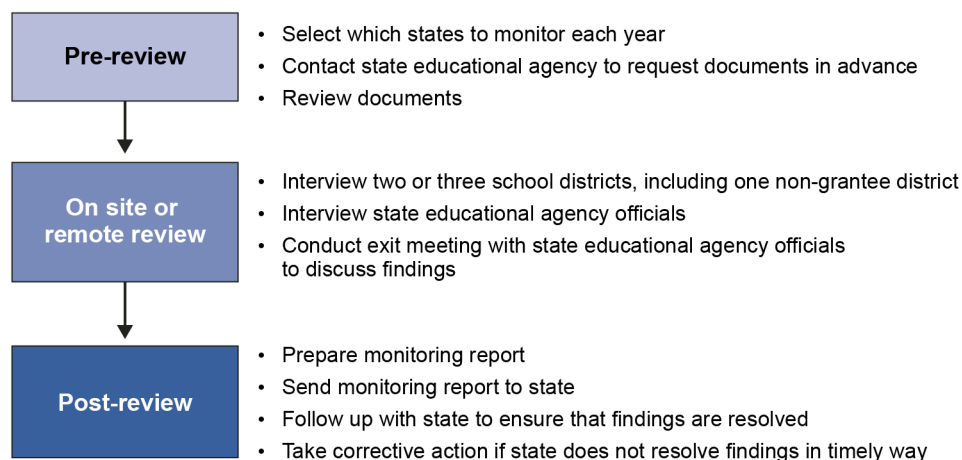 Pre-review
• Select which states to monitor each year
• Contact state educational agency to request documents in advance
• Review documents
On site or
remote review
• Interview two or three school districts, including one non-grantee district
• Interview state educational agency officials
• Conduct exit meeting with state educational agency officials
to discuss findings
Post-review
• Prepare monitoring report
• Send monitoring report to state
• Follow up with state to ensure that findings are resolved
• Take corrective action if state does not resolve findings in timely way